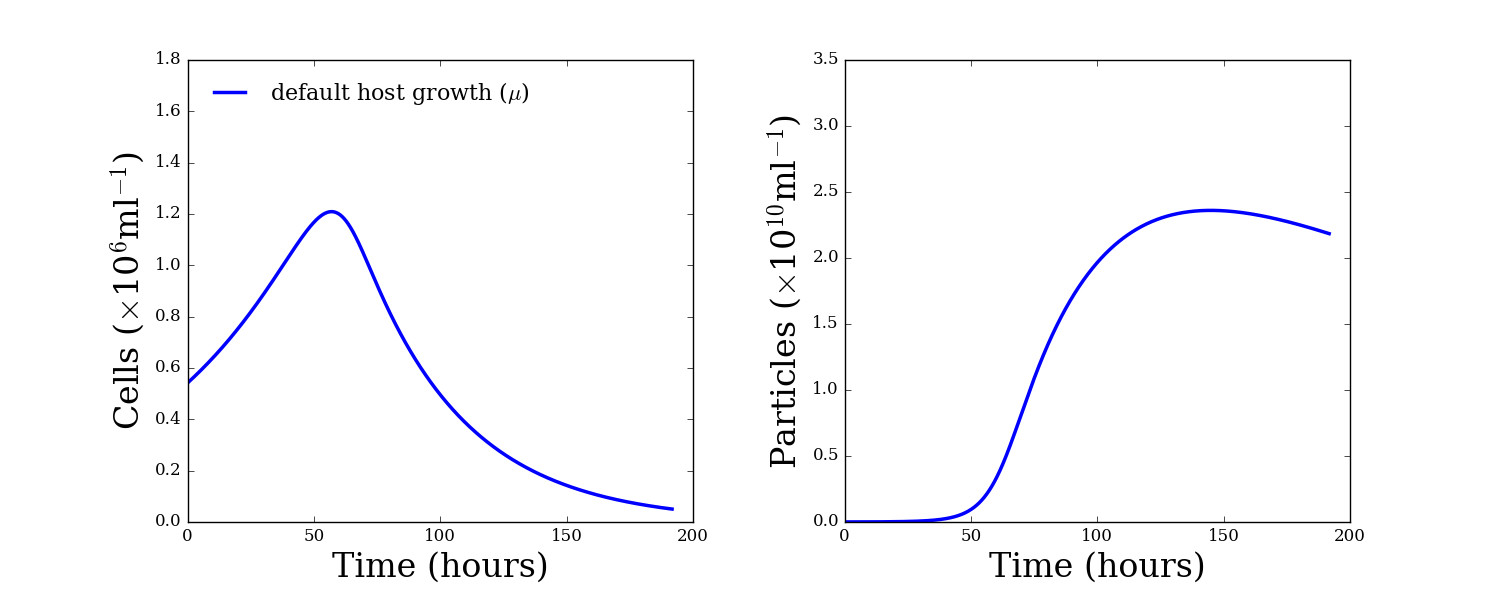 1.8
1.6
1.4
1.2
1.0
0.8
0.6
0.4
0.2
0.0
0 50 100 150 200
Cells (×10⁶ml⁻¹)
default host growth (μ)
Time (hours)
3.5
3.0
2.5
2.0
1.5
1.0
0.5
0.0
0 50 100 150 200
Particles (×10¹⁰ml⁻¹)
Time (hours)